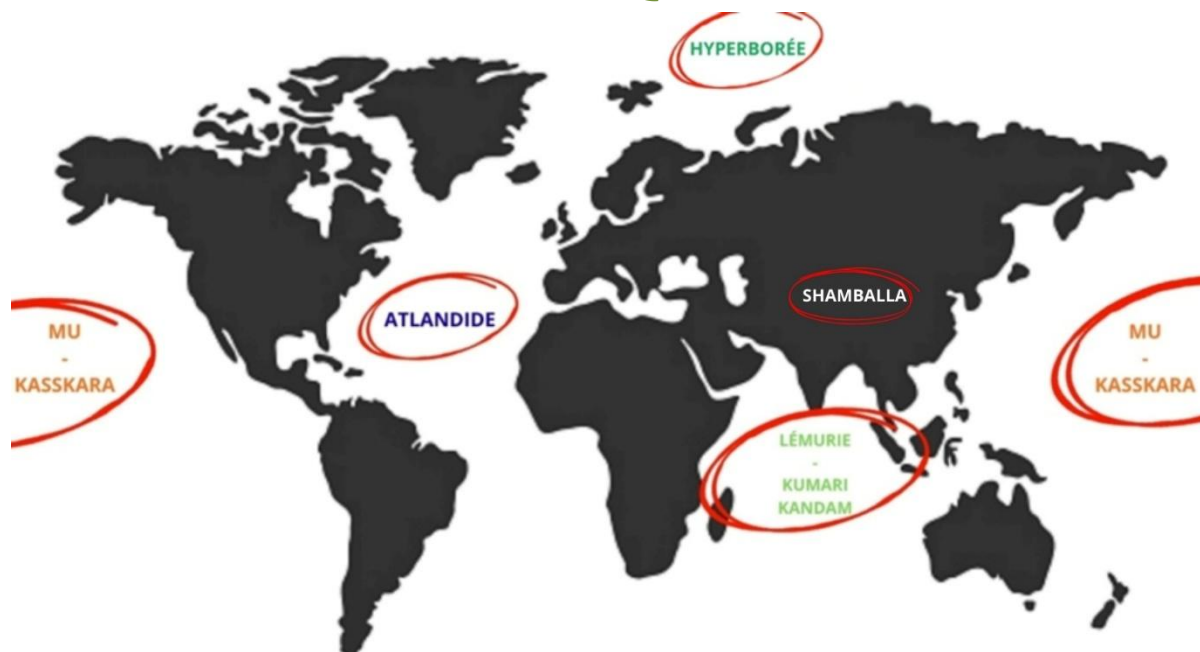 HYPERBORÉE
SHAMBALLA
ATLANDIDE
MU
-
KASSKARA
MU
-
KASSKARA
LÉMURIE
-
KUMARI
KANDAM